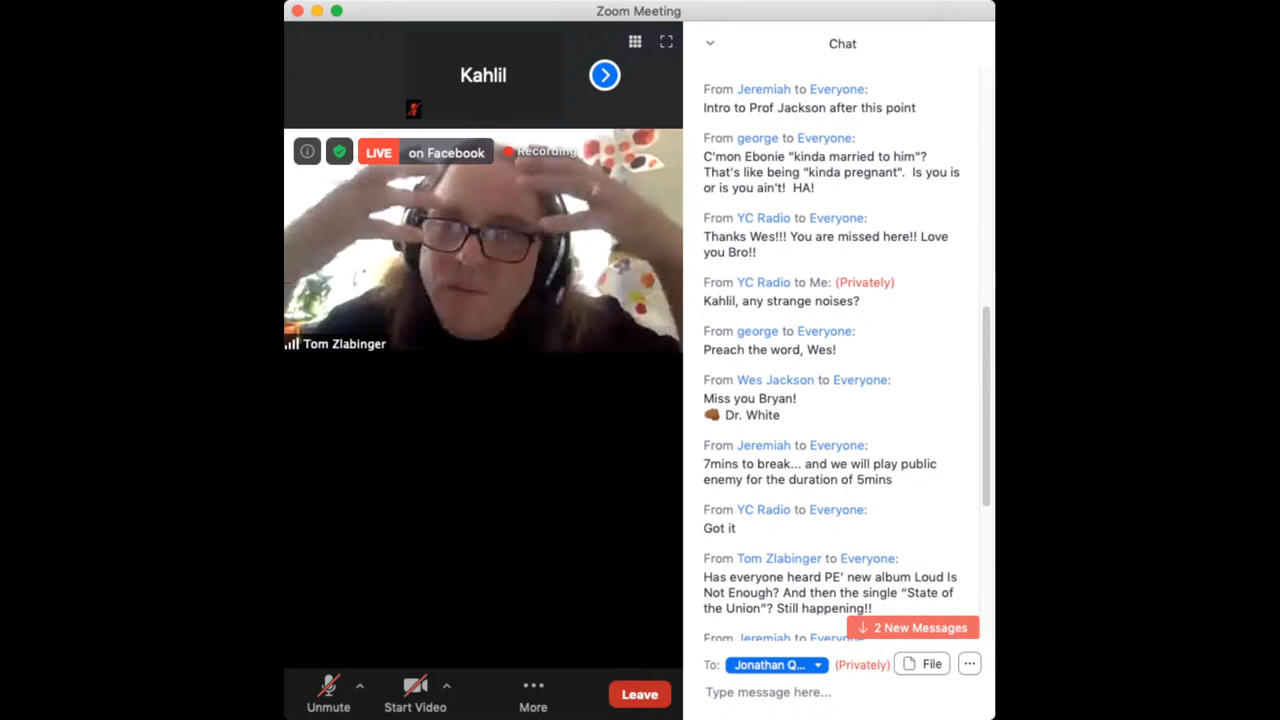 Zoom Meeting
Kahlil
LIVE on Facebook
Recording
Tom Zlabinger
Unmute
Start Video
More
Leave
Chat
From Jeremiah to Everyone:
Intro to Prof Jackson after this point
From george to Everyone:
C'mon Ebonie "kinda married to him"?
That's like being "kinda pregnant".  Is you is
or is you ain't!  HA!
From YC Radio to Everyone:
Thanks Wes!!! You are missed here!! Love
you Bro!!
From YC Radio to Me: (Privately)
Kahlil, any strange noises?
From george to Everyone:
Preach the word, Wes!
From Wes Jackson to Everyone:
Miss you Bryan!
👊🏾 Dr. White
From Jeremiah to Everyone:
7mins to break... and we will play public
enemy for the duration of 5mins
From YC Radio to Everyone:
Got it
From Tom Zlabinger to Everyone:
Has everyone heard PE’ new album Loud Is
Not Enough? And then the single “State of
the Union”? Still happening!!
From Jeremiah to Everyone
↓ 2 New Messages
To: Jonathan Q... (Privately) File
Type message here...